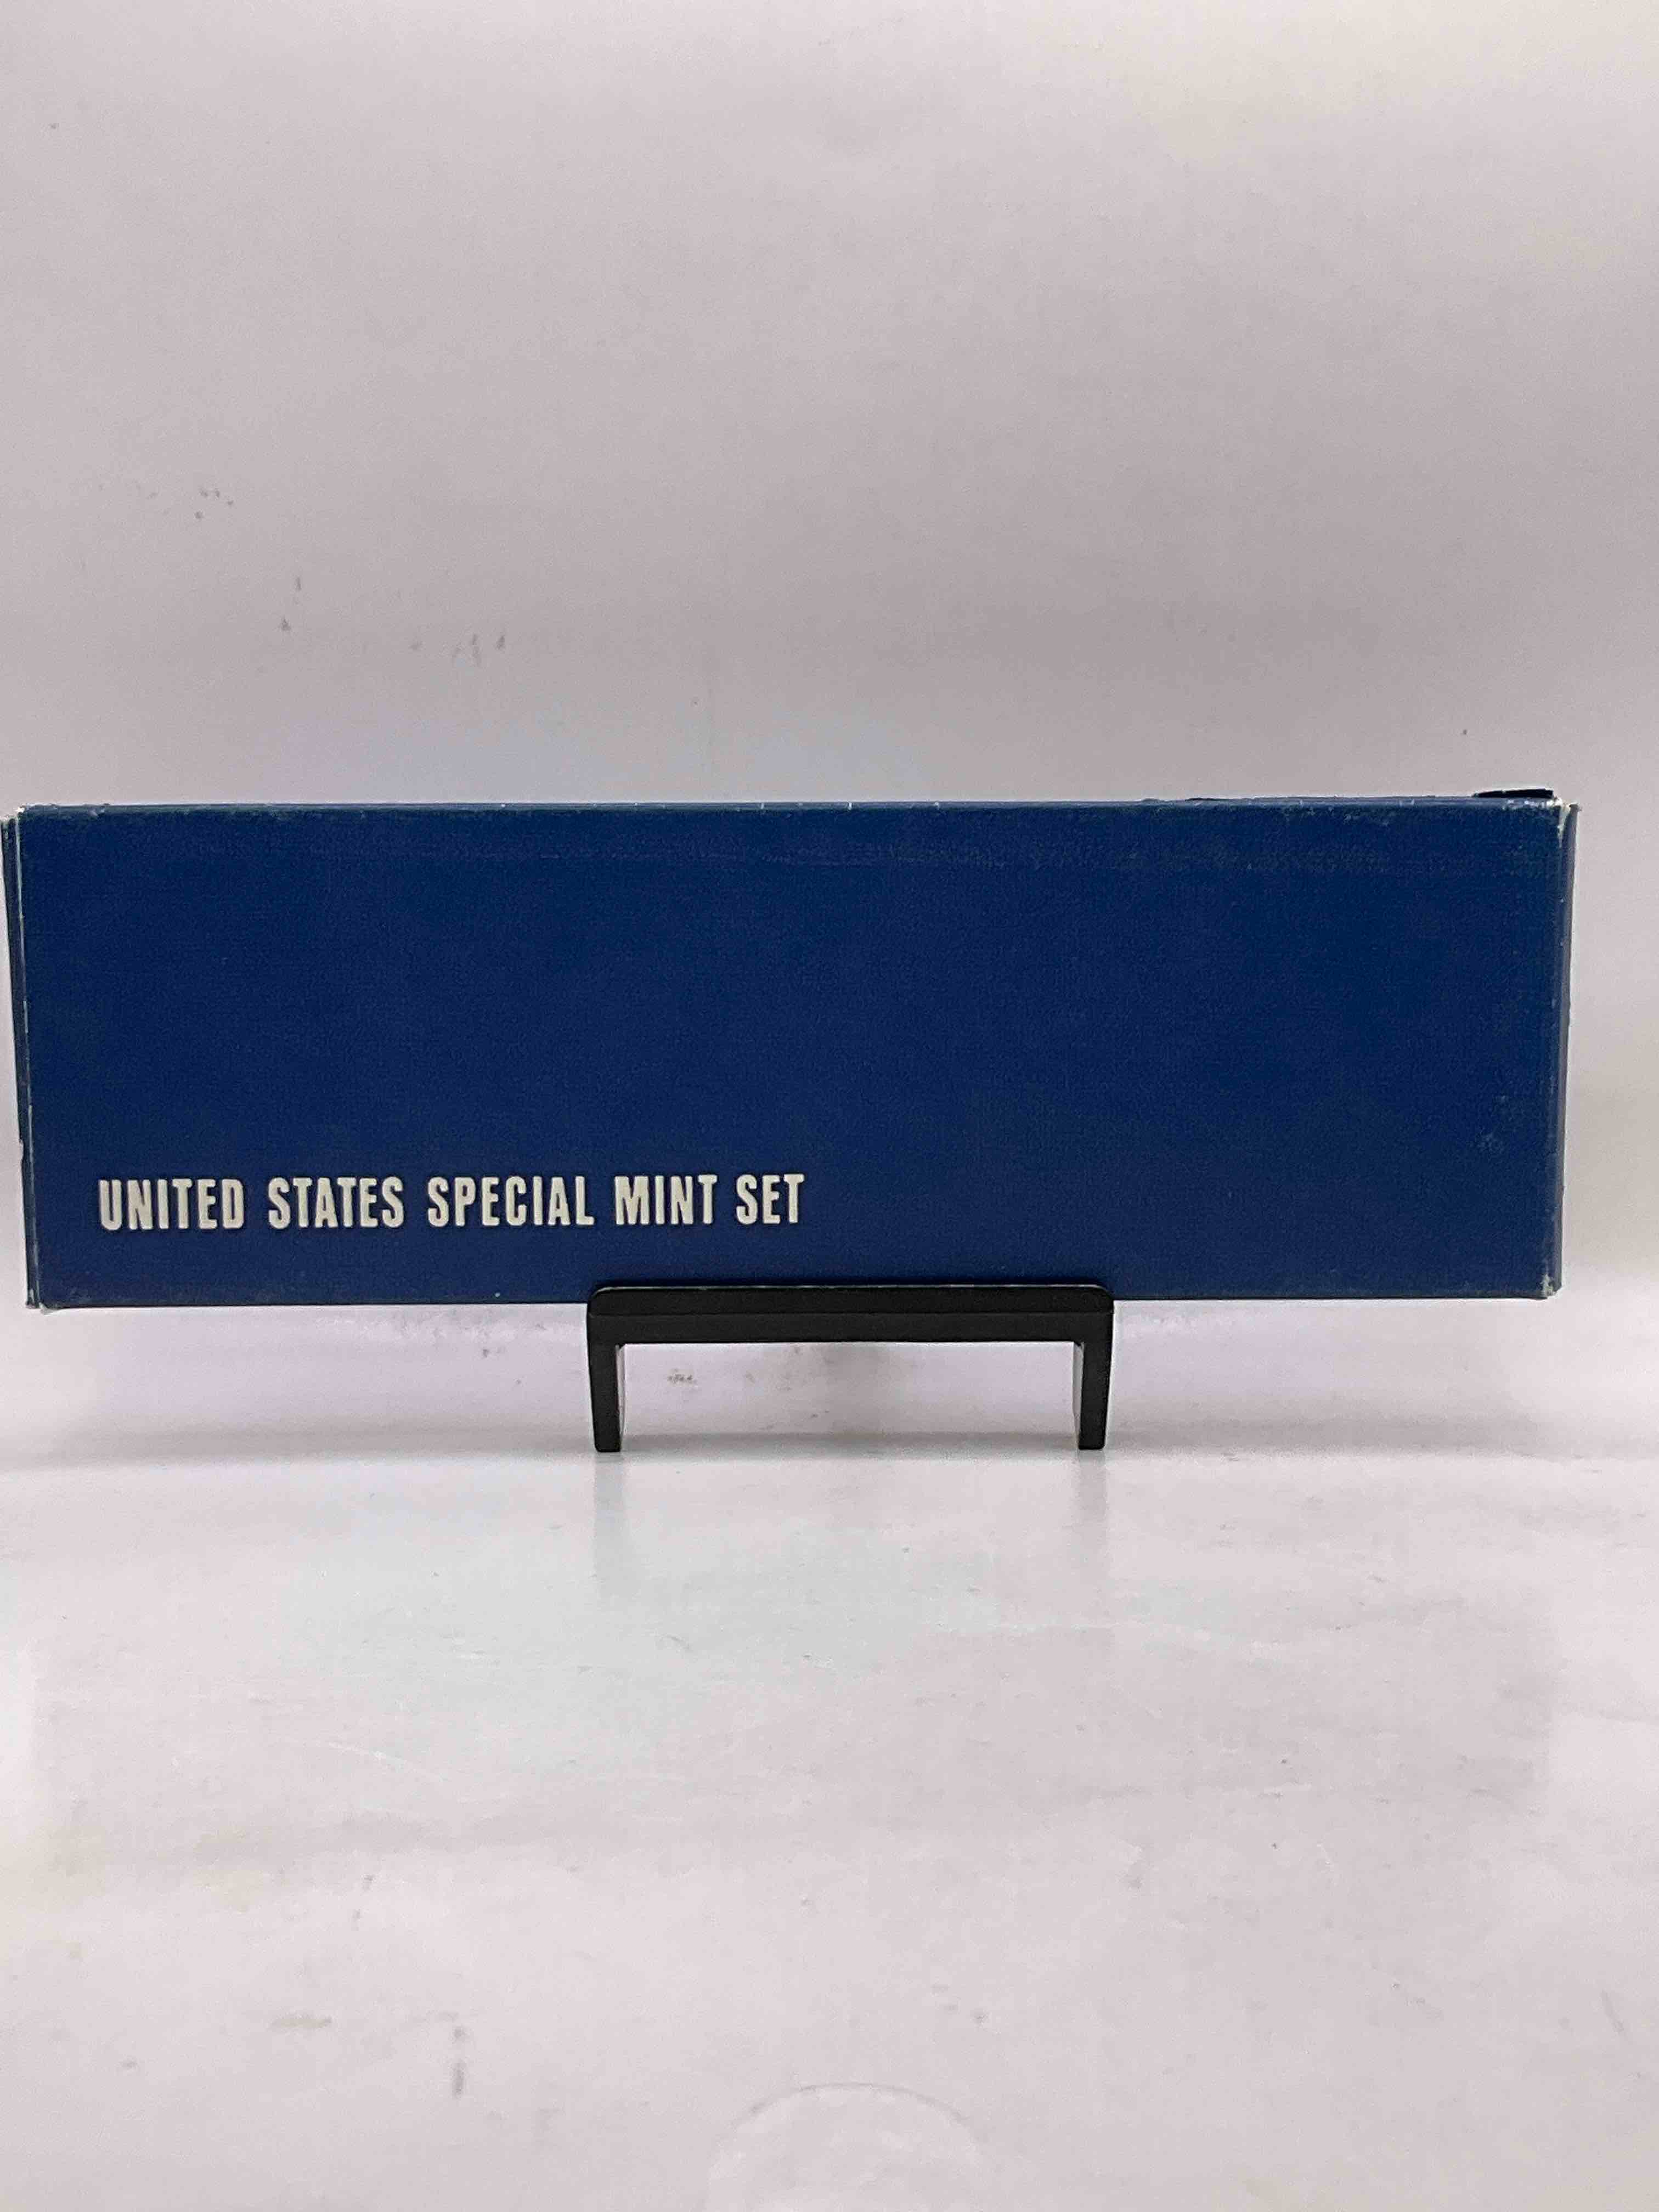 UNITED STATES SPECIAL MINT SET